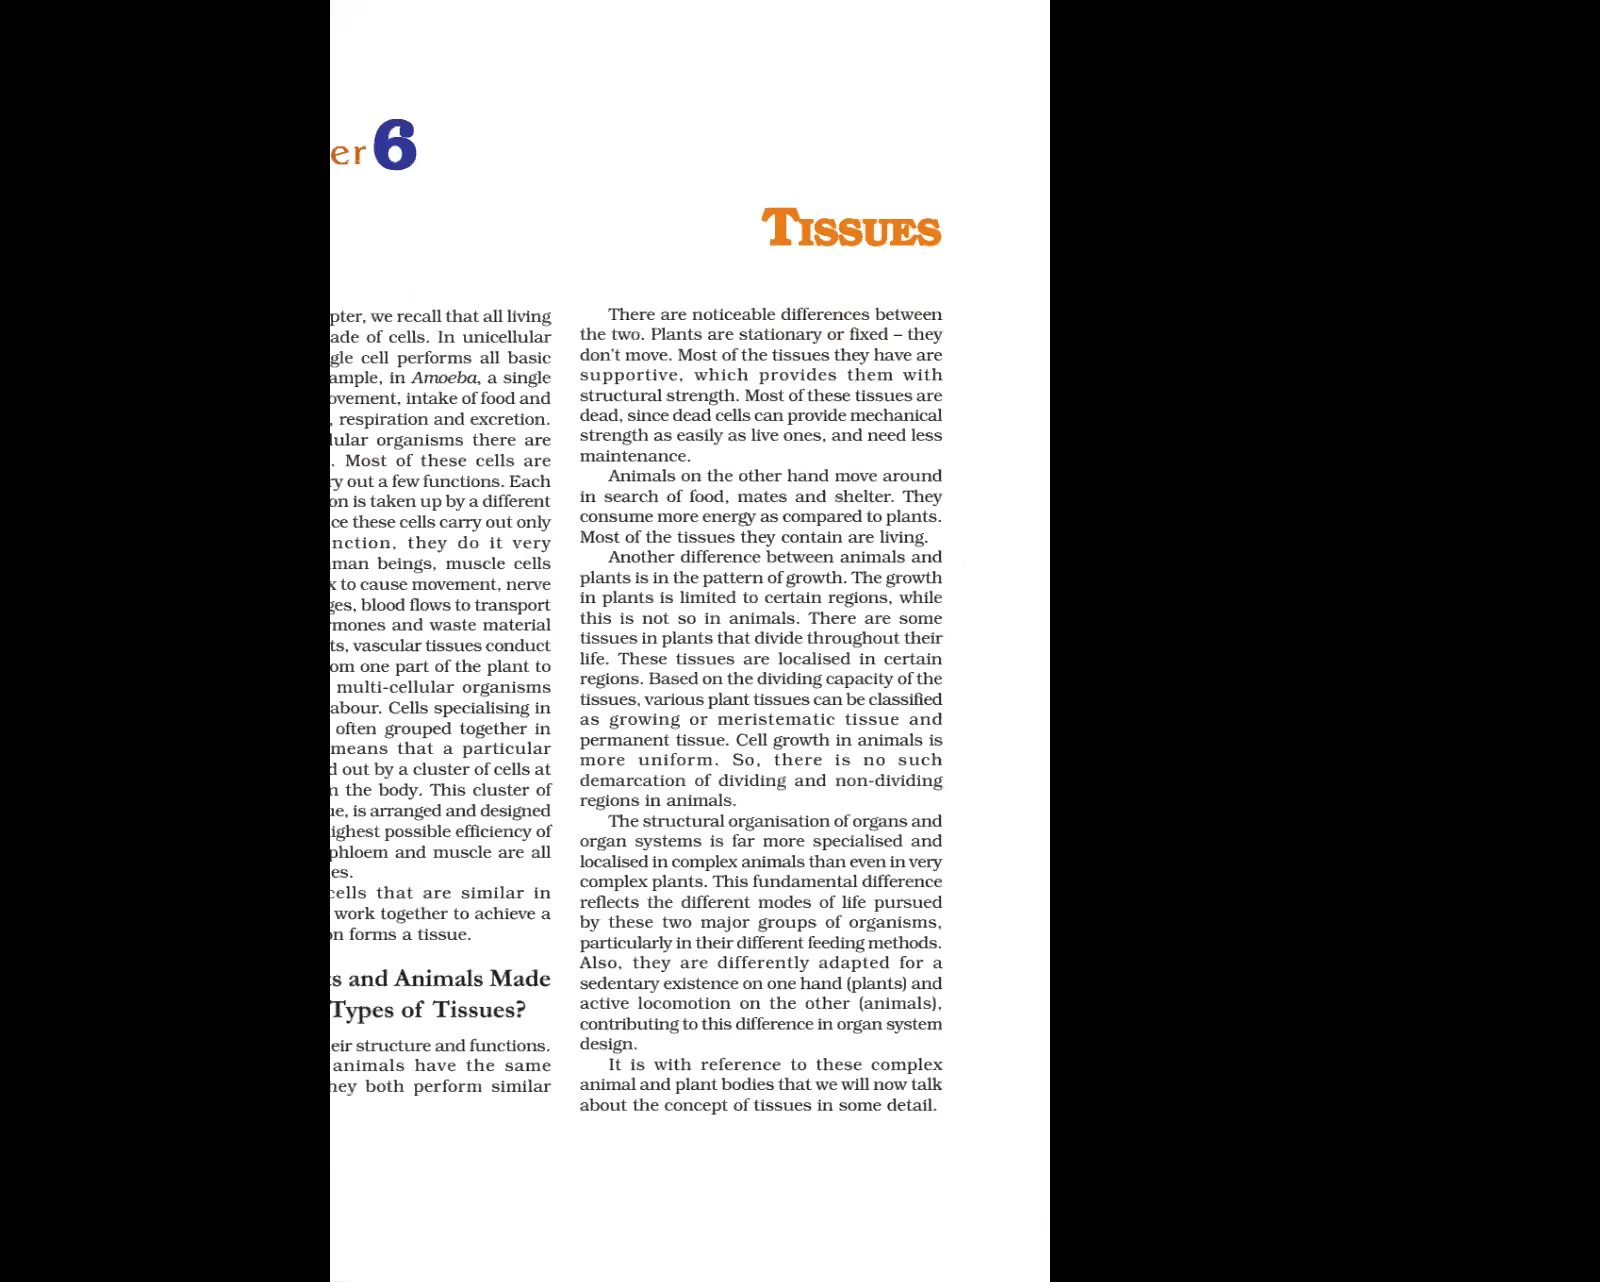 er 6
TISSUES
pter, we recall that all living
ade of cells. In unicellular
gle cell performs all basic
ample, in Amoeba, a single
ovement, intake of food and
, respiration and excretion.
lular organisms there are
. Most of these cells are
ry out a few functions. Each
on is taken up by a different
ce these cells carry out only
nction, they do it very
man beings, muscle cells
x to cause movement, nerve
ges, blood flows to transport
rmones and waste material
ts, vascular tissues conduct
om one part of the plant to
multi-cellular organisms
abour. Cells specialising in
often grouped together in
means that a particular
d out by a cluster of cells at
n the body. This cluster of
ue, is arranged and designed
ighest possible efficiency of
phloem and muscle are all
es.
cells that are similar in
work together to achieve a
on forms a tissue.
ts and Animals Made
Types of Tissues?
eir structure and functions.
animals have the same
hey both perform similar
There are noticeable differences between
the two. Plants are stationary or fixed – they
don't move. Most of the tissues they have are
supportive, which provides them with
structural strength. Most of these tissues are
dead, since dead cells can provide mechanical
strength as easily as live ones, and need less
maintenance.
Animals on the other hand move around
in search of food, mates and shelter. They
consume more energy as compared to plants.
Most of the tissues they contain are living.
Another difference between animals and
plants is in the pattern of growth. The growth
in plants is limited to certain regions, while
this is not so in animals. There are some
tissues in plants that divide throughout their
life. These tissues are localised in certain
regions. Based on the dividing capacity of the
tissues, various plant tissues can be classified
as growing or meristematic tissue and
permanent tissue. Cell growth in animals is
more uniform. So, there is no such
demarcation of dividing and non-dividing
regions in animals.
The structural organisation of organs and
organ systems is far more specialised and
localised in complex animals than even in very
complex plants. This fundamental difference
reflects the different modes of life pursued
by these two major groups of organisms,
particularly in their different feeding methods.
Also, they are differently adapted for a
sedentary existence on one hand (plants) and
active locomotion on the other (animals),
contributing to this difference in organ system
design.
It is with reference to these complex
animal and plant bodies that we will now talk
about the concept of tissues in some detail.